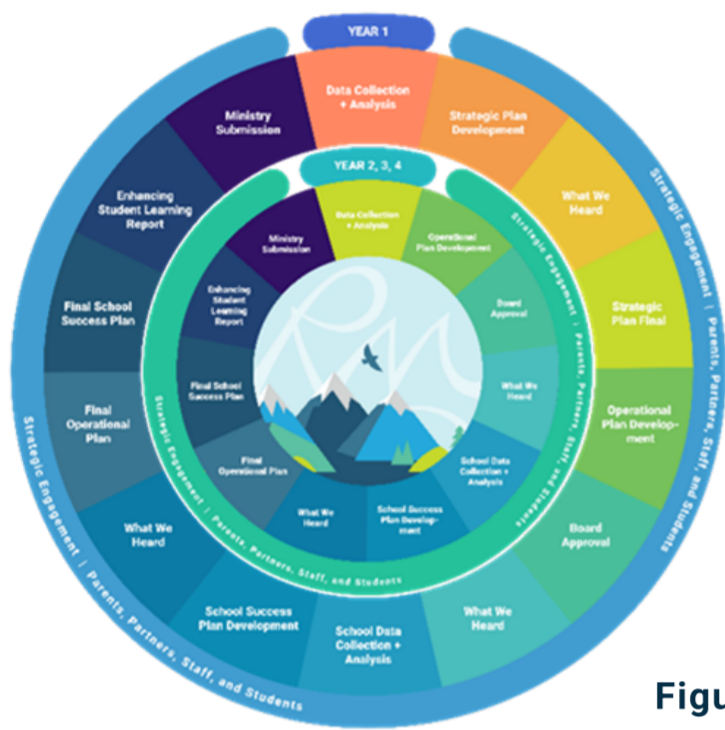 YEAR 1
Data Collection
+ Analysis
Strategic Plan
Development
What We
Heard
Strategic
Plan Final
Operational
Plan Develop-
ment
Board
Approval
What We
Heard
School Data
Collection +
Analysis
School Success
Plan Development
What We
Heard
Final
Operational
Plan
Final School
Success Plan
Enhancing
Student Learning
Report
Ministry
Submission
Strategic Engagement | Parents, Partners, Staff, and Students
Strategic Engagement | Parents, Partners, Staff, and Students
YEAR 2, 3, 4
Data Collection
+ Analysis
Operational
Plan Development
Board
Approval
What We
Heard
School Data
Collection +
Analysis
School Success
Plan Develop-
ment
What We
Heard
Final
Operational Plan
Final School
Success Plan
Enhancing
Student
Learning
Report
Ministry
Submission
Strategic Engagement | Parents, Partners, Staff, and Students
Strategic Engagement | Parents, Partners, Staff, and Students
Figu